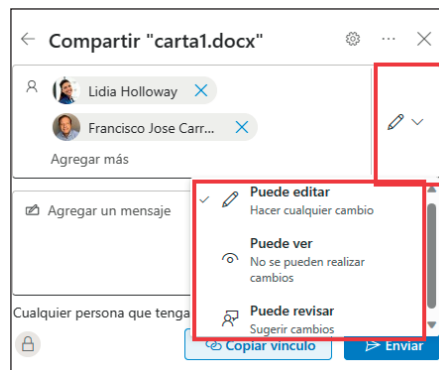 Compartir "carta1.docx"
Lidia Holloway
Francisco Jose Carr...
Agregar más
Agregar un mensaje
Puede editar
Hacer cualquier cambio
Puede ver
No se pueden realizar
cambios
Puede revisar
Sugerir cambios
Cualquier persona que tenga
Copiar vínculo
Enviar